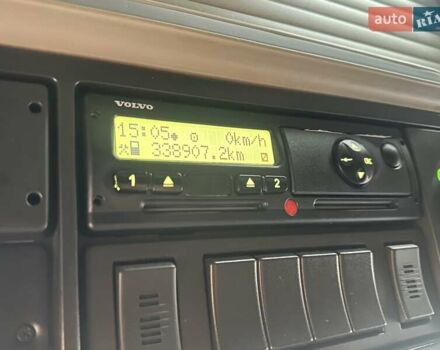 auto RIA
VOLVO
15:05 0km/h
338907.2km
1 2
OK